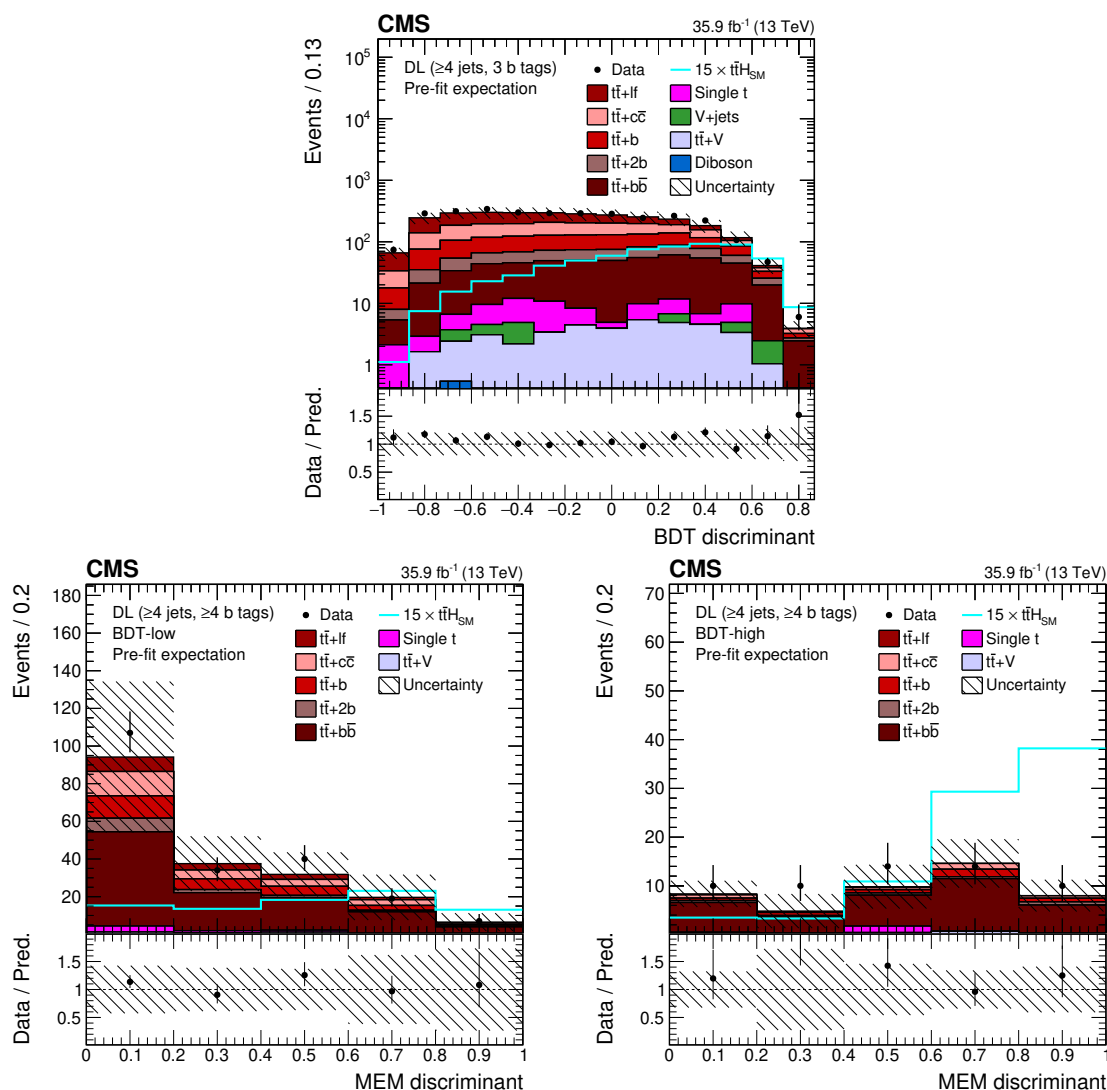 CMS 35.9 fb⁻¹ (13 TeV)
Events / 0.13
10⁵
10⁴
10³
10²
10
1
DL (≥4 jets, 3 b tags)
Pre-fit expectation
Data
tt̄+lf
tt̄+cc̄
tt̄+b
tt̄+2b
tt̄+bb̄
15 × tt̄H_SM
Single t
V+jets
tt̄+V
Diboson
Uncertainty
Data / Pred.
1.5
1
0.5
−1 −0.8 −0.6 −0.4 −0.2 0 0.2 0.4 0.6 0.8
BDT discriminant
CMS 35.9 fb⁻¹ (13 TeV)
Events / 0.2
180
160
140
120
100
80
60
40
20
DL (≥4 jets, ≥4 b tags)
BDT-low
Pre-fit expectation
Data
tt̄+lf
tt̄+cc̄
tt̄+b
tt̄+2b
tt̄+bb̄
15 × tt̄H_SM
Single t
tt̄+V
Uncertainty
Data / Pred.
1.5
1
0.5
0 0.1 0.2 0.3 0.4 0.5 0.6 0.7 0.8 0.9 1
MEM discriminant
CMS 35.9 fb⁻¹ (13 TeV)
Events / 0.2
70
60
50
40
30
20
10
DL (≥4 jets, ≥4 b tags)
BDT-high
Pre-fit expectation
Data
tt̄+lf
tt̄+cc̄
tt̄+b
tt̄+2b
tt̄+bb̄
15 × tt̄H_SM
Single t
tt̄+V
Uncertainty
Data / Pred.
1.5
1
0.5
0 0.1 0.2 0.3 0.4 0.5 0.6 0.7 0.8 0.9 1
MEM discriminant